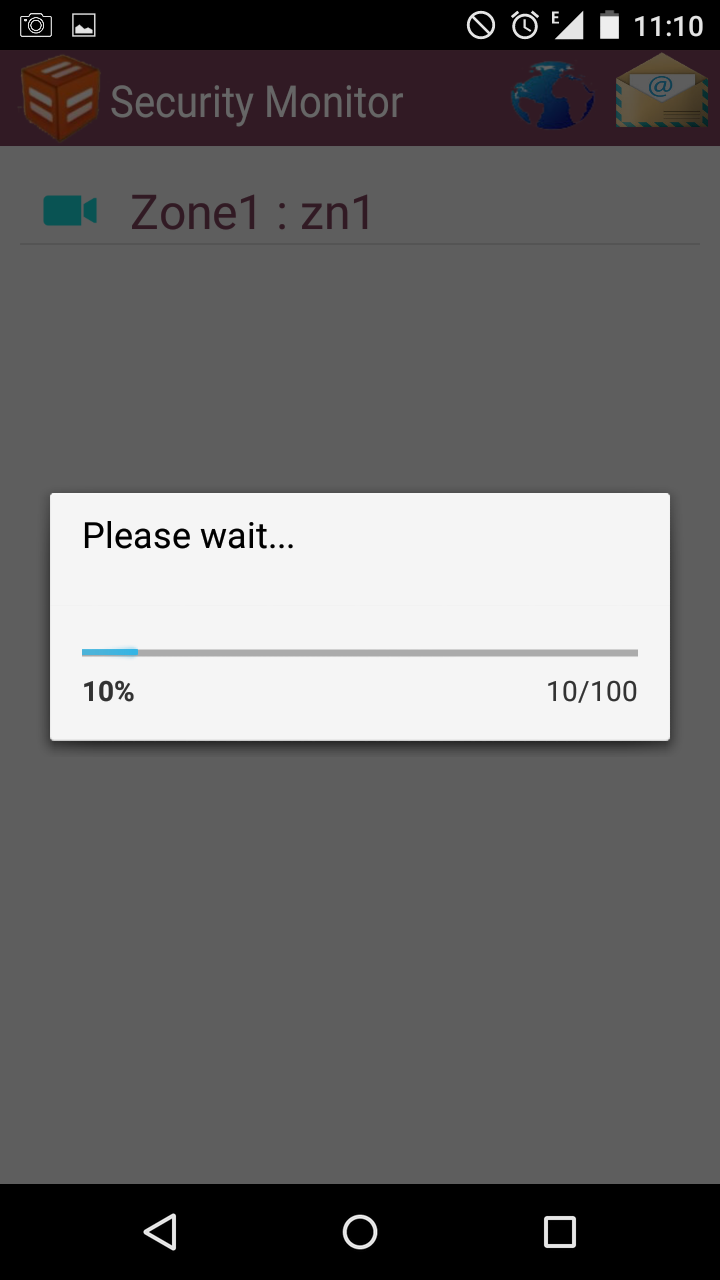 E 11:10
Security Monitor
@
Zone1 : zn1
Please wait...
10% 10/100